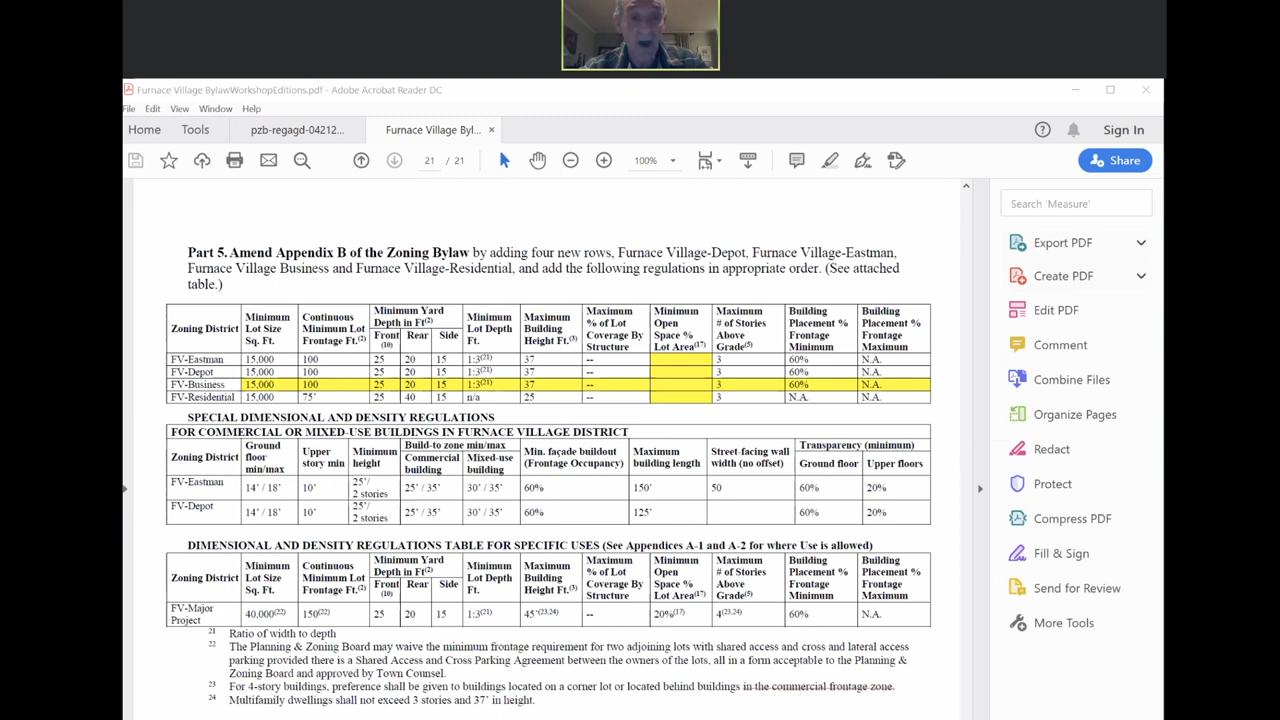 Furnace Village BylawWorkshopEditions.pdf - Adobe Acrobat Reader DC
File Edit View Window Help
Home Tools pzb-regagd-04212... Furnace Village Byl... × Sign In
21 / 21 100% Share
Search 'Measure'
Export PDF
Create PDF
Edit PDF
Comment
Combine Files
Organize Pages
Redact
Protect
Compress PDF
Fill & Sign
Send for Review
More Tools
Part 5. Amend Appendix B of the Zoning Bylaw by adding four new rows, Furnace Village-Depot, Furnace Village-Eastman,
Furnace Village Business and Furnace Village-Residential, and add the following regulations in appropriate order. (See attached
table.)
Zoning District Minimum Lot Size Sq. Ft. Continuous Minimum Lot Frontage Ft.(2) Minimum Yard Depth in Ft(2) Front (10) Rear Side Minimum Lot Depth Ft. Maximum Building Height Ft.(3) Maximum % of Lot Coverage By Structure Minimum Open Space % Lot Area(17) Maximum # of Stories Above Grade(5) Building Placement % Frontage Minimum Building Placement % Frontage Maximum
FV-Eastman 15,000 100 25 20 15 1:3(21) 37 -- 3 60% N.A.
FV-Depot 15,000 100 25 20 15 1:3(21) 37 -- 3 60% N.A.
FV-Business 15,000 100 25 20 15 1:3(21) 37 -- 3 60% N.A.
FV-Residential 15,000 75' 25 40 15 n/a 25 -- 3 N.A. N.A.
SPECIAL DIMENSIONAL AND DENSITY REGULATIONS
FOR COMMERCIAL OR MIXED-USE BUILDINGS IN FURNACE VILLAGE DISTRICT
Zoning District Ground floor min/max Upper story min Minimum height Build-to zone min/max Commercial building Mixed-use building Min. façade buildout (Frontage Occupancy) Maximum building length Street-facing wall width (no offset) Transparency (minimum) Ground floor Upper floors
FV-Eastman 14' / 18' 10' 25'/ 2 stories 25' / 35' 30' / 35' 60% 150' 50 60% 20%
FV-Depot 14' / 18' 10' 25'/ 2 stories 25' / 35' 30' / 35' 60% 125' 60% 20%
DIMENSIONAL AND DENSITY REGULATIONS TABLE FOR SPECIFIC USES (See Appendices A-1 and A-2 for where Use is allowed)
Zoning District Minimum Lot Size Sq. Ft. Continuous Minimum Lot Frontage Ft.(2) Minimum Yard Depth in Ft(2) Front (10) Rear Side Minimum Lot Depth Ft. Maximum Building Height Ft.(3) Maximum % of Lot Coverage By Structure Minimum Open Space % Lot Area(17) Maximum # of Stories Above Grade(5) Building Placement % Frontage Minimum Building Placement % Frontage Maximum
FV-Major Project 40,000(22) 150(22) 25 20 15 1:3(21) 45'(23,24) -- 20%(17) 4(23,24) 60% N.A.
21 Ratio of width to depth
22 The Planning & Zoning Board may waive the minimum frontage requirement for two adjoining lots with shared access and cross and lateral access
parking provided there is a Shared Access and Cross Parking Agreement between the owners of the lots, all in a form acceptable to the Planning &
Zoning Board and approved by Town Counsel.
23 For 4-story buildings, preference shall be given to buildings located on a corner lot or located behind buildings in the commercial frontage zone.
24 Multifamily dwellings shall not exceed 3 stories and 37' in height.